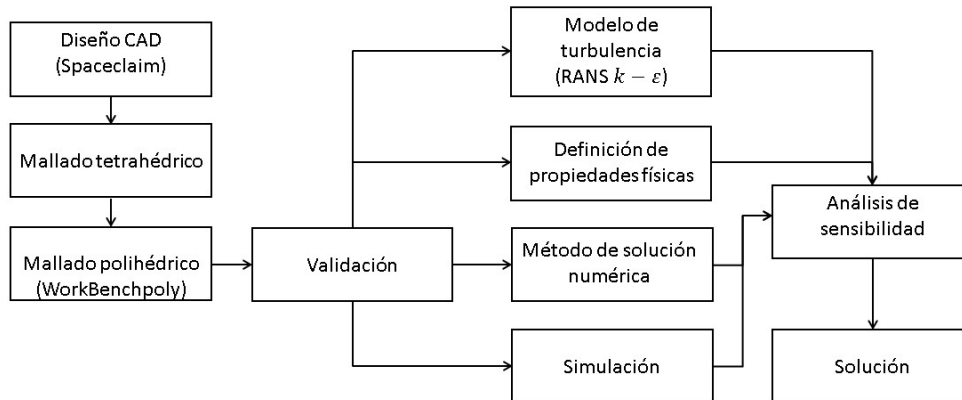 Diseño CAD
(Spaceclaim)
Mallado tetrahédrico
Mallado polihédrico
(WorkBenchpoly)
Validación
Modelo de
turbulencia
(RANS k − ε)
Definición de
propiedades físicas
Método de solución
numérica
Simulación
Análisis de
sensibilidad
Solución